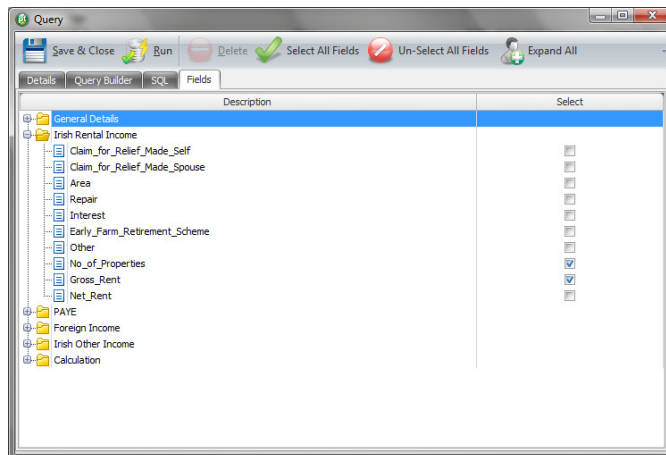 Query
Save & Close Run Delete Select All Fields Un-Select All Fields Expand All
Details Query Builder SQL Fields
Description Select
General Details
Irish Rental Income
Claim_for_Relief_Made_Self
Claim_for_Relief_Made_Spouse
Area
Repair
Interest
Early_Farm_Retirement_Scheme
Other
No_of_Properties
Gross_Rent
Net_Rent
PAYE
Foreign Income
Irish Other Income
Calculation